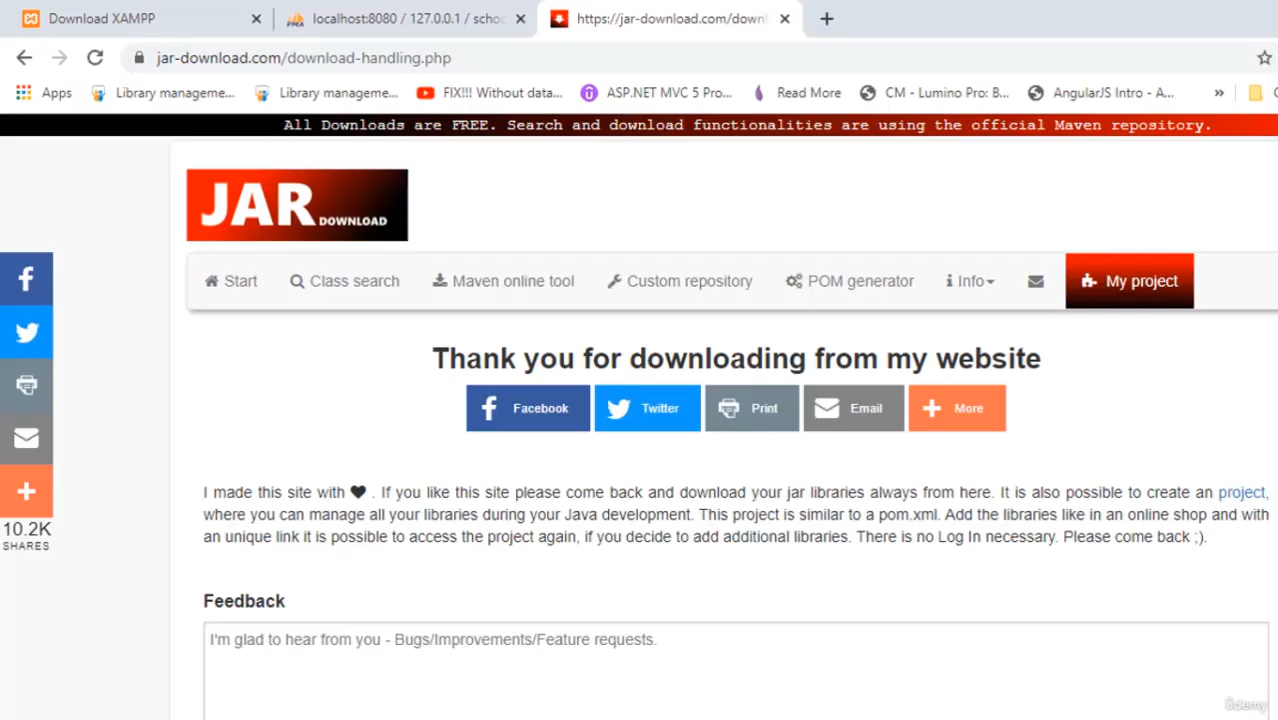 Download XAMPP
localhost:8080 / 127.0.0.1 / schoo
https://jar-download.com/downl
jar-download.com/download-handling.php
Apps
Library manageme...
Library manageme...
FIX!!! Without data...
ASP.NET MVC 5 Pro...
Read More
CM - Lumino Pro: B...
AngularJS Intro - A...
»
All Downloads are FREE. Search and download functionalities are using the official Maven repository.
JAR DOWNLOAD
Start
Class search
Maven online tool
Custom repository
POM generator
Info
My project
Thank you for downloading from my website
Facebook
Twitter
Print
Email
More
10.2K
SHARES
I made this site with ♥ . If you like this site please come back and download your jar libraries always from here. It is also possible to create an project,
where you can manage all your libraries during your Java development. This project is similar to a pom.xml. Add the libraries like in an online shop and with
an unique link it is possible to access the project again, if you decide to add additional libraries. There is no Log In necessary. Please come back ;).
Feedback
I'm glad to hear from you - Bugs/Improvements/Feature requests.
ûdemy